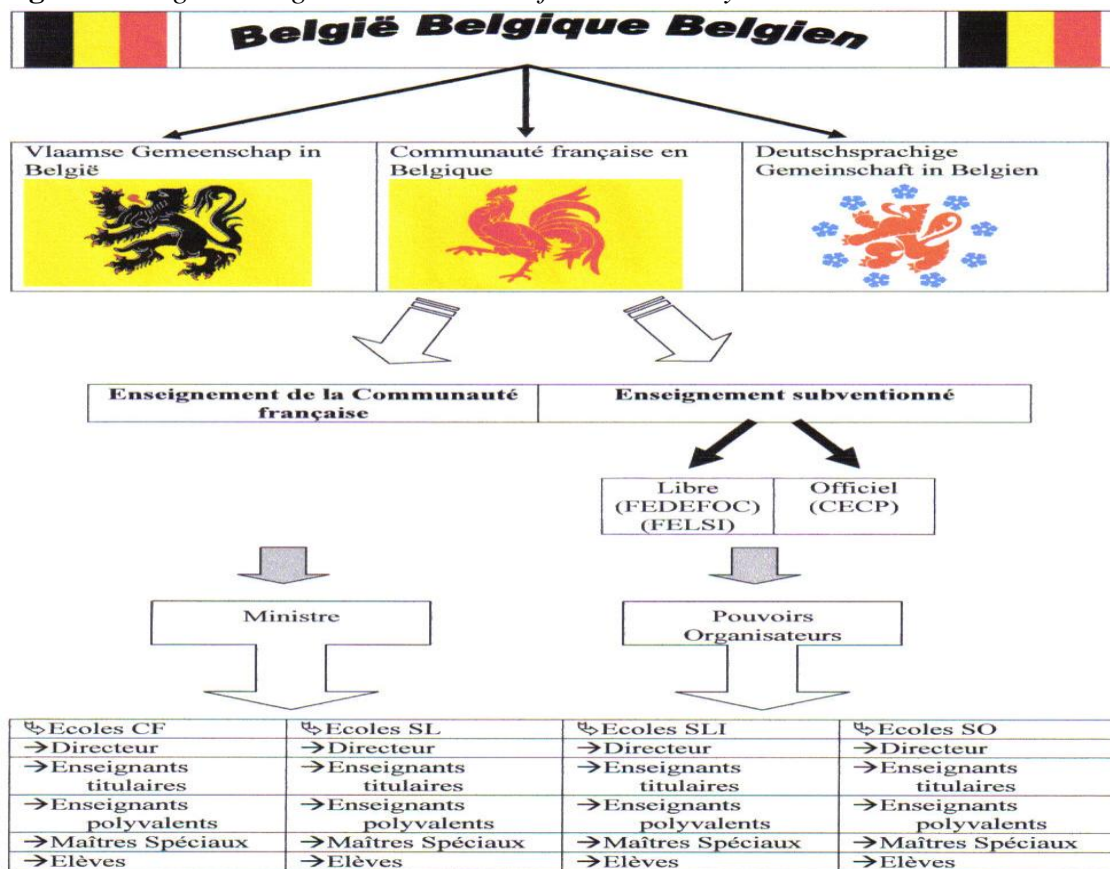 België Belgique Belgien
Vlaamse Gemeenschap in
België
Communauté française en
Belgique
Deutschsprachige
Gemeinschaft in Belgien
Enseignement de la Communauté
française
Enseignement subventionné
Libre
(FEDEFOC)
(FELSI)
Officiel
(CECP)
Ministre
Pouvoirs
Organisateurs
Ecoles CF
→Directeur
→Enseignants
titulaires
→Enseignants
polyvalents
→Maîtres Spéciaux
→Elèves
Ecoles SL
→Directeur
→Enseignants
titulaires
→Enseignants
polyvalents
→Maîtres Spéciaux
→Elèves
Ecoles SLI
→Directeur
→Enseignants
titulaires
→Enseignants
polyvalents
→Maîtres Spéciaux
→Elèves
Ecoles SO
→Directeur
→Enseignants
titulaires
→Enseignants
polyvalents
→Maîtres Spéciaux
→Elèves